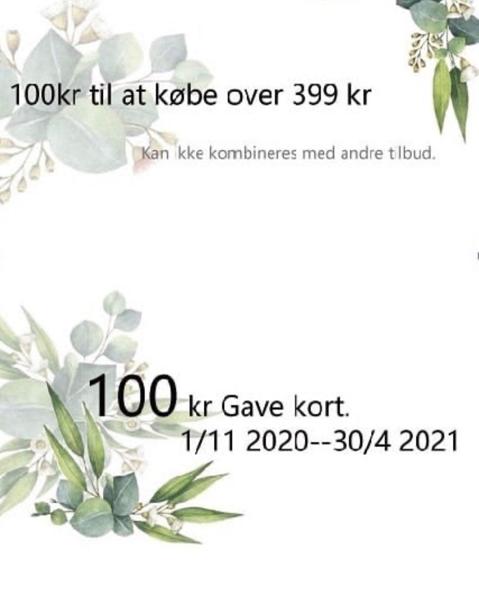 100kr til at købe over 399 kr
Kan ikke kombineres med andre tilbud.
100 kr Gave kort.
1/11 2020--30/4 2021